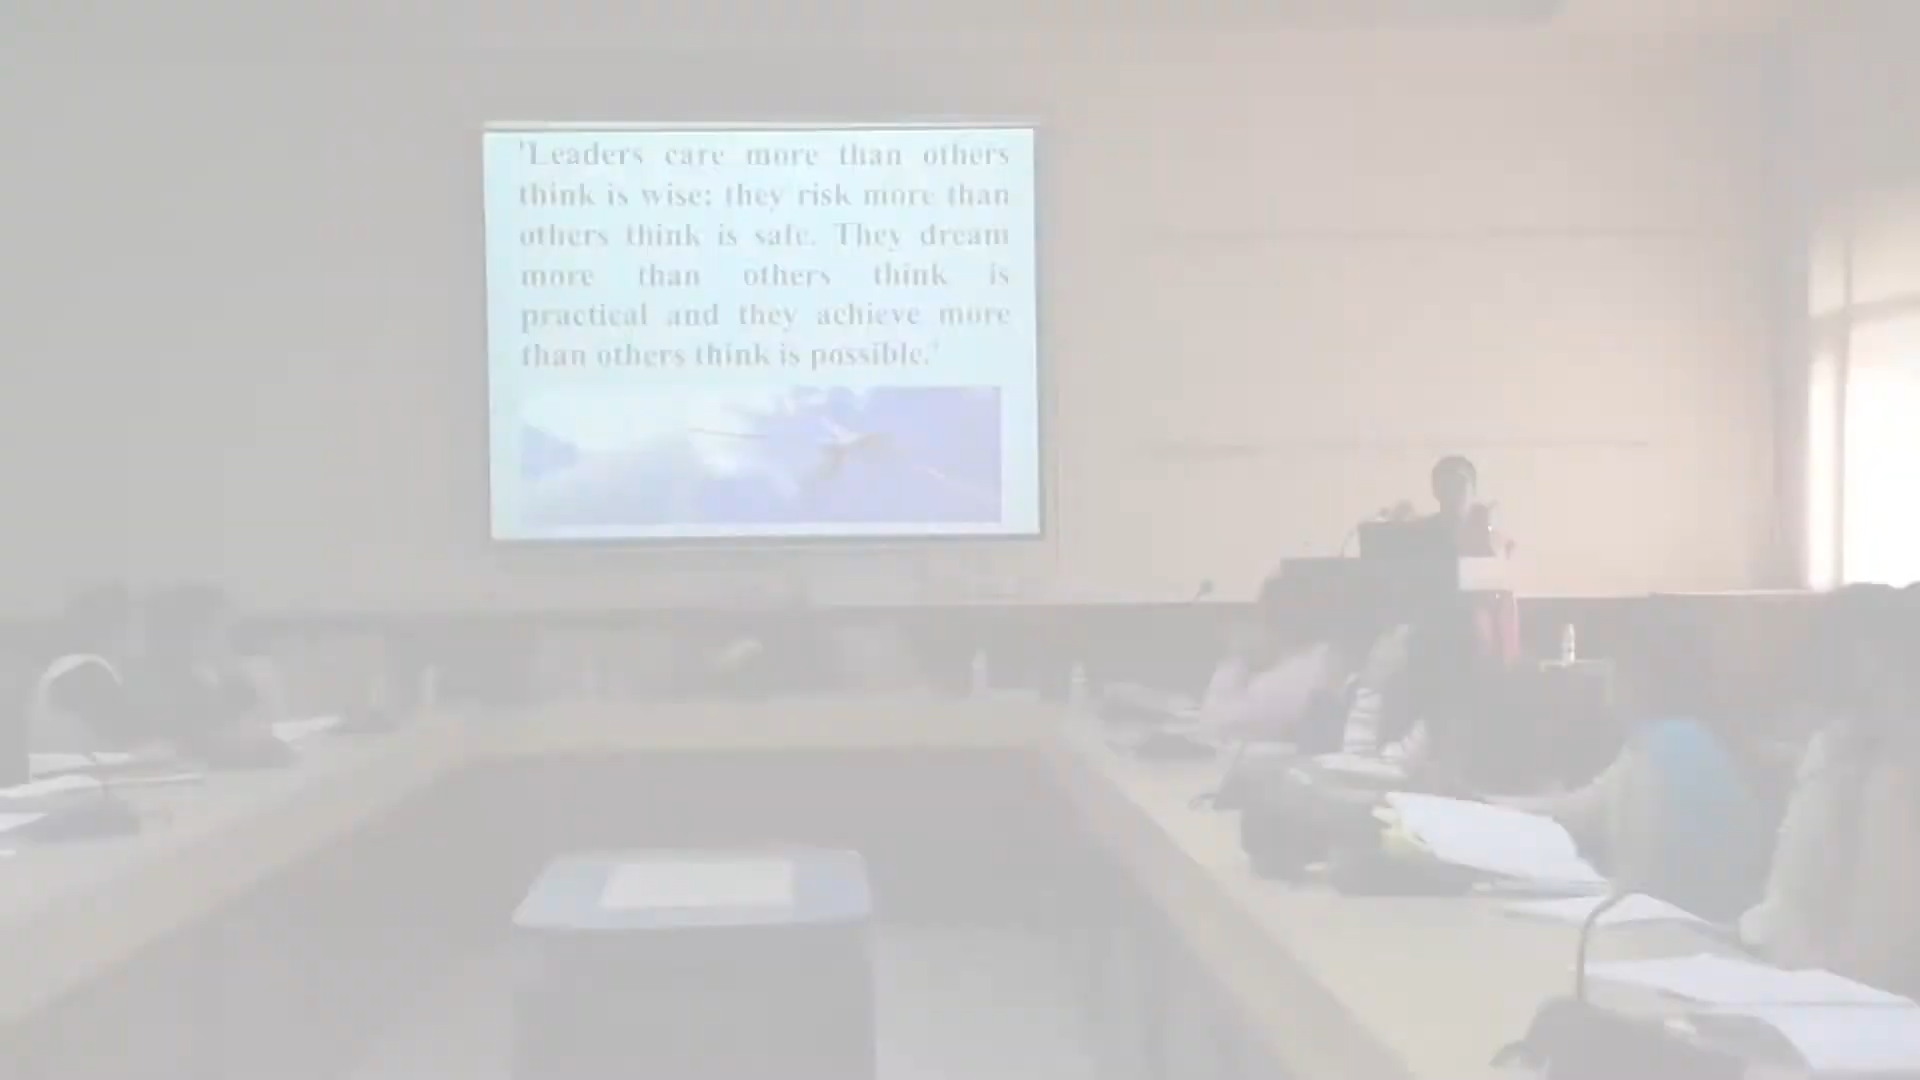 'Leaders care more than others
think is wise: they risk more than
others think is safe. They dream
more than others think is
practical and they achieve more
than others think is possible.'